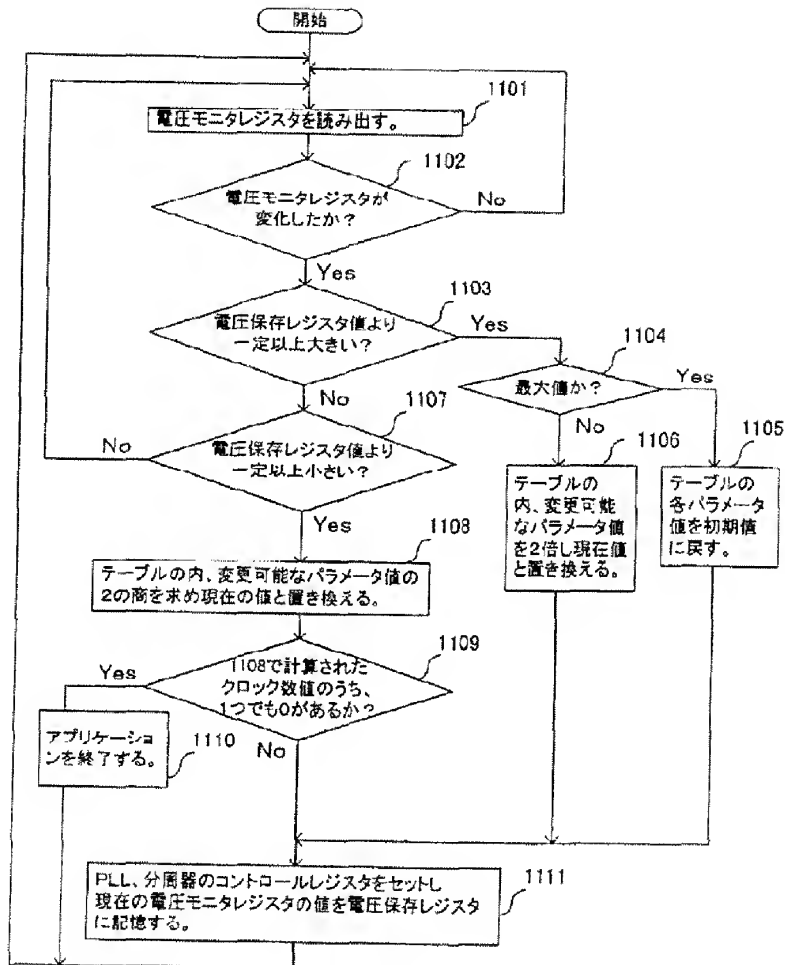 開始
1101
電圧モニタレジスタを読み出す。
1102
電圧モニタレジスタが
変化したか?
No
Yes
1103
電圧保存レジスタ値より
一定以上大きい?
Yes
1104
最大値か?
Yes
No
No
1107
電圧保存レジスタ値より
一定以上小さい?
No
Yes
1106
テーブルの
内、変更可能
なパラメータ値
を2倍し現在値
と置き換える。
1105
テーブルの
各パラメータ
値を初期値
に戻す。
1108
テーブルの内、変更可能なパラメータ値の
2の商を求め現在の値と置き換える。
1109
1108で計算された
クロック数値のうち、
1つでも0があるか?
Yes
No
アプリケーショ
ンを終了する。
1110
PLL、分周器のコントロールレジスタをセットし
現在の電圧モニタレジスタの値を電圧保存レジスタ
に記憶する。
1111